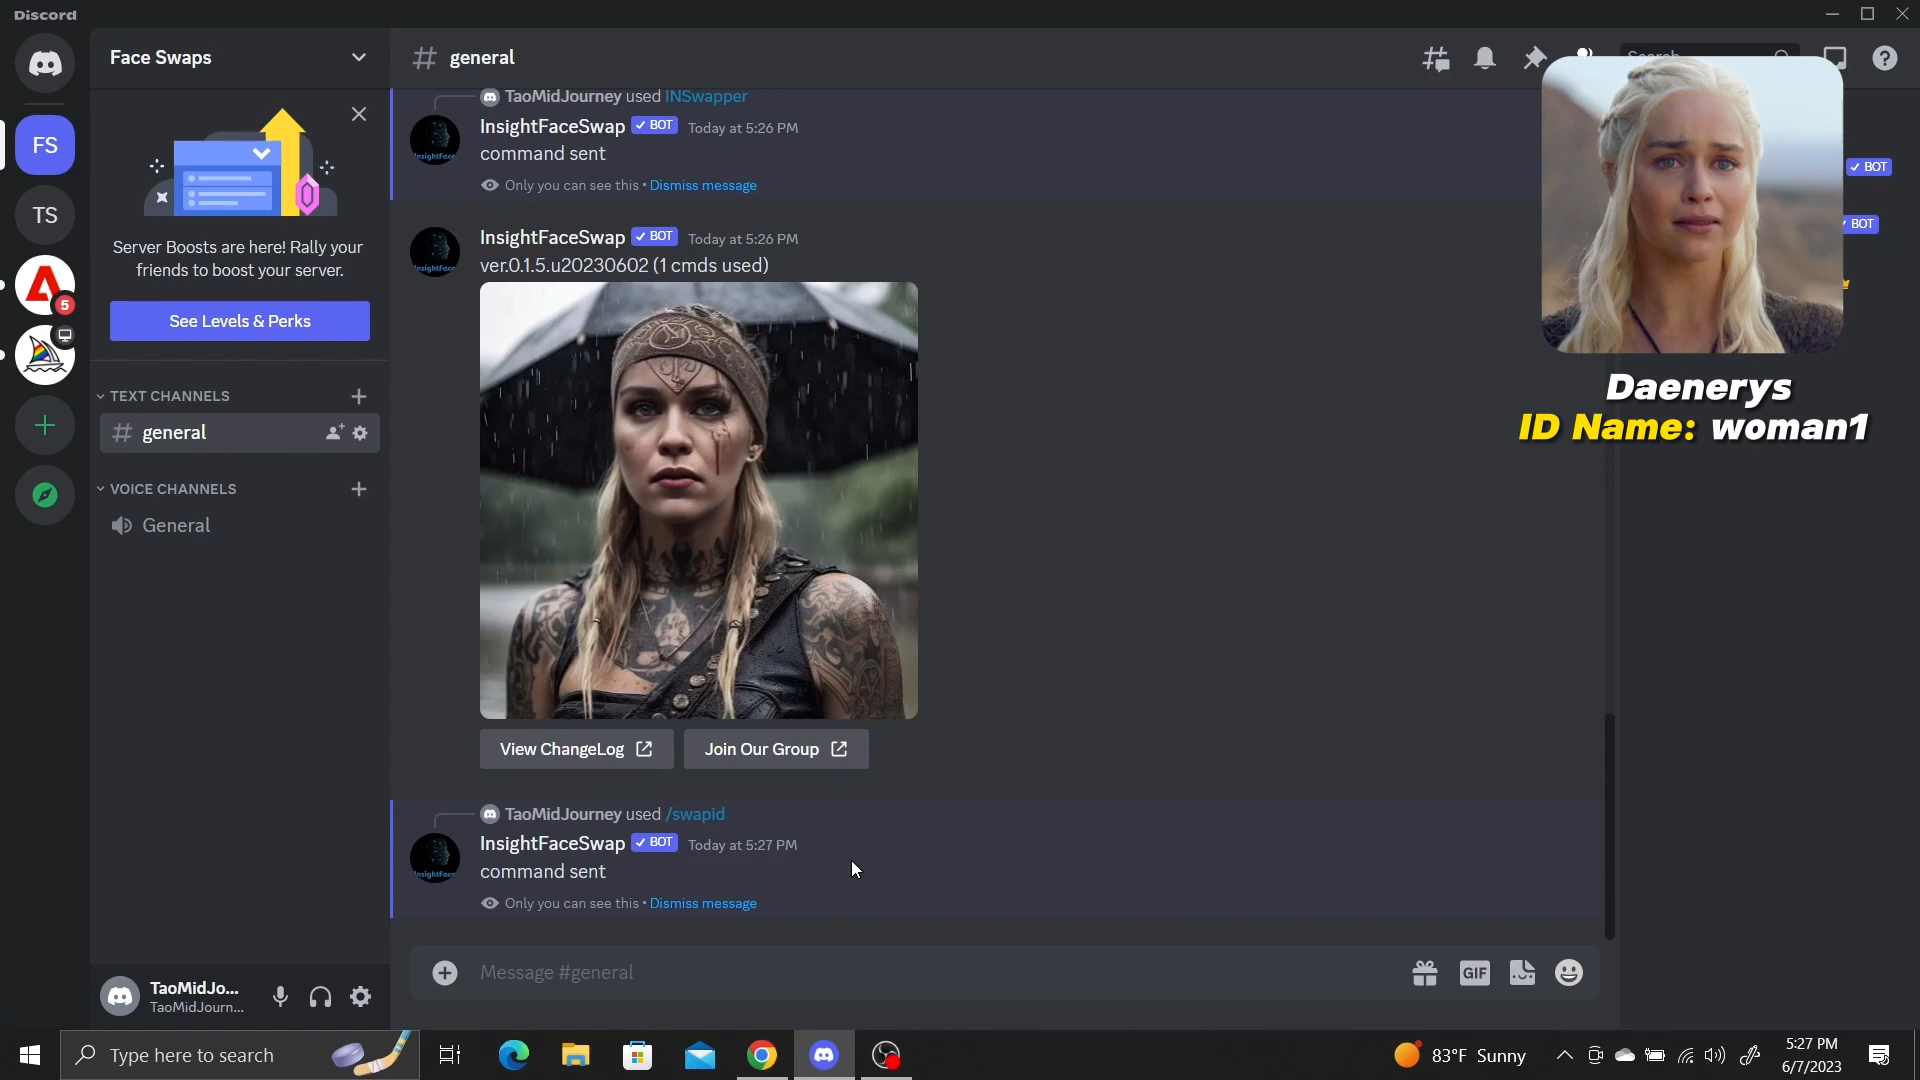 Discord
Face Swaps
general
Search
FS
TS
5
Server Boosts are here! Rally your
friends to boost your server.
See Levels & Perks
TEXT CHANNELS
general
VOICE CHANNELS
General
TaoMidJourney used INSwapper
InsightFaceSwap BOT Today at 5:26 PM
command sent
Only you can see this • Dismiss message
InsightFaceSwap BOT Today at 5:26 PM
ver.0.1.5.u20230602 (1 cmds used)
View ChangeLog
Join Our Group
TaoMidJourney used /swapid
InsightFaceSwap BOT Today at 5:27 PM
command sent
Only you can see this • Dismiss message
Message #general
GIF
BOT
BOT
Daenerys
ID Name: woman1
TaoMidJo...
TaoMidJourn...
Type here to search
83°F Sunny
5:27 PM
6/7/2023